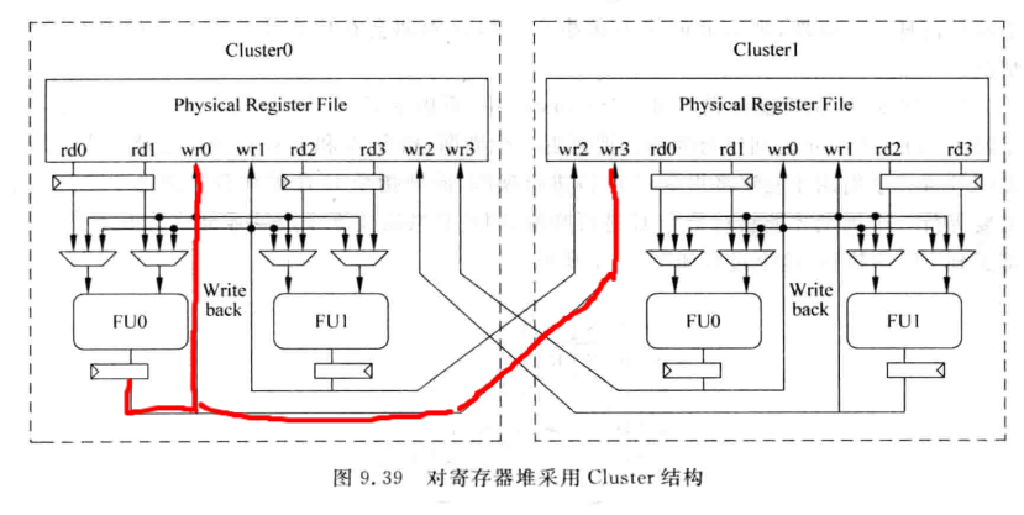 Cluster0
Cluster1
Physical Register File
Physical Register File
rd0 rd1 wr0 wr1 rd2 rd3 wr2 wr3
wr2 wr3 rd0 rd1 wr0 wr1 rd2 rd3
Write
back
Write
back
FU0
FU1
FU0
FU1
图 9.39 对寄存器堆采用 Cluster 结构